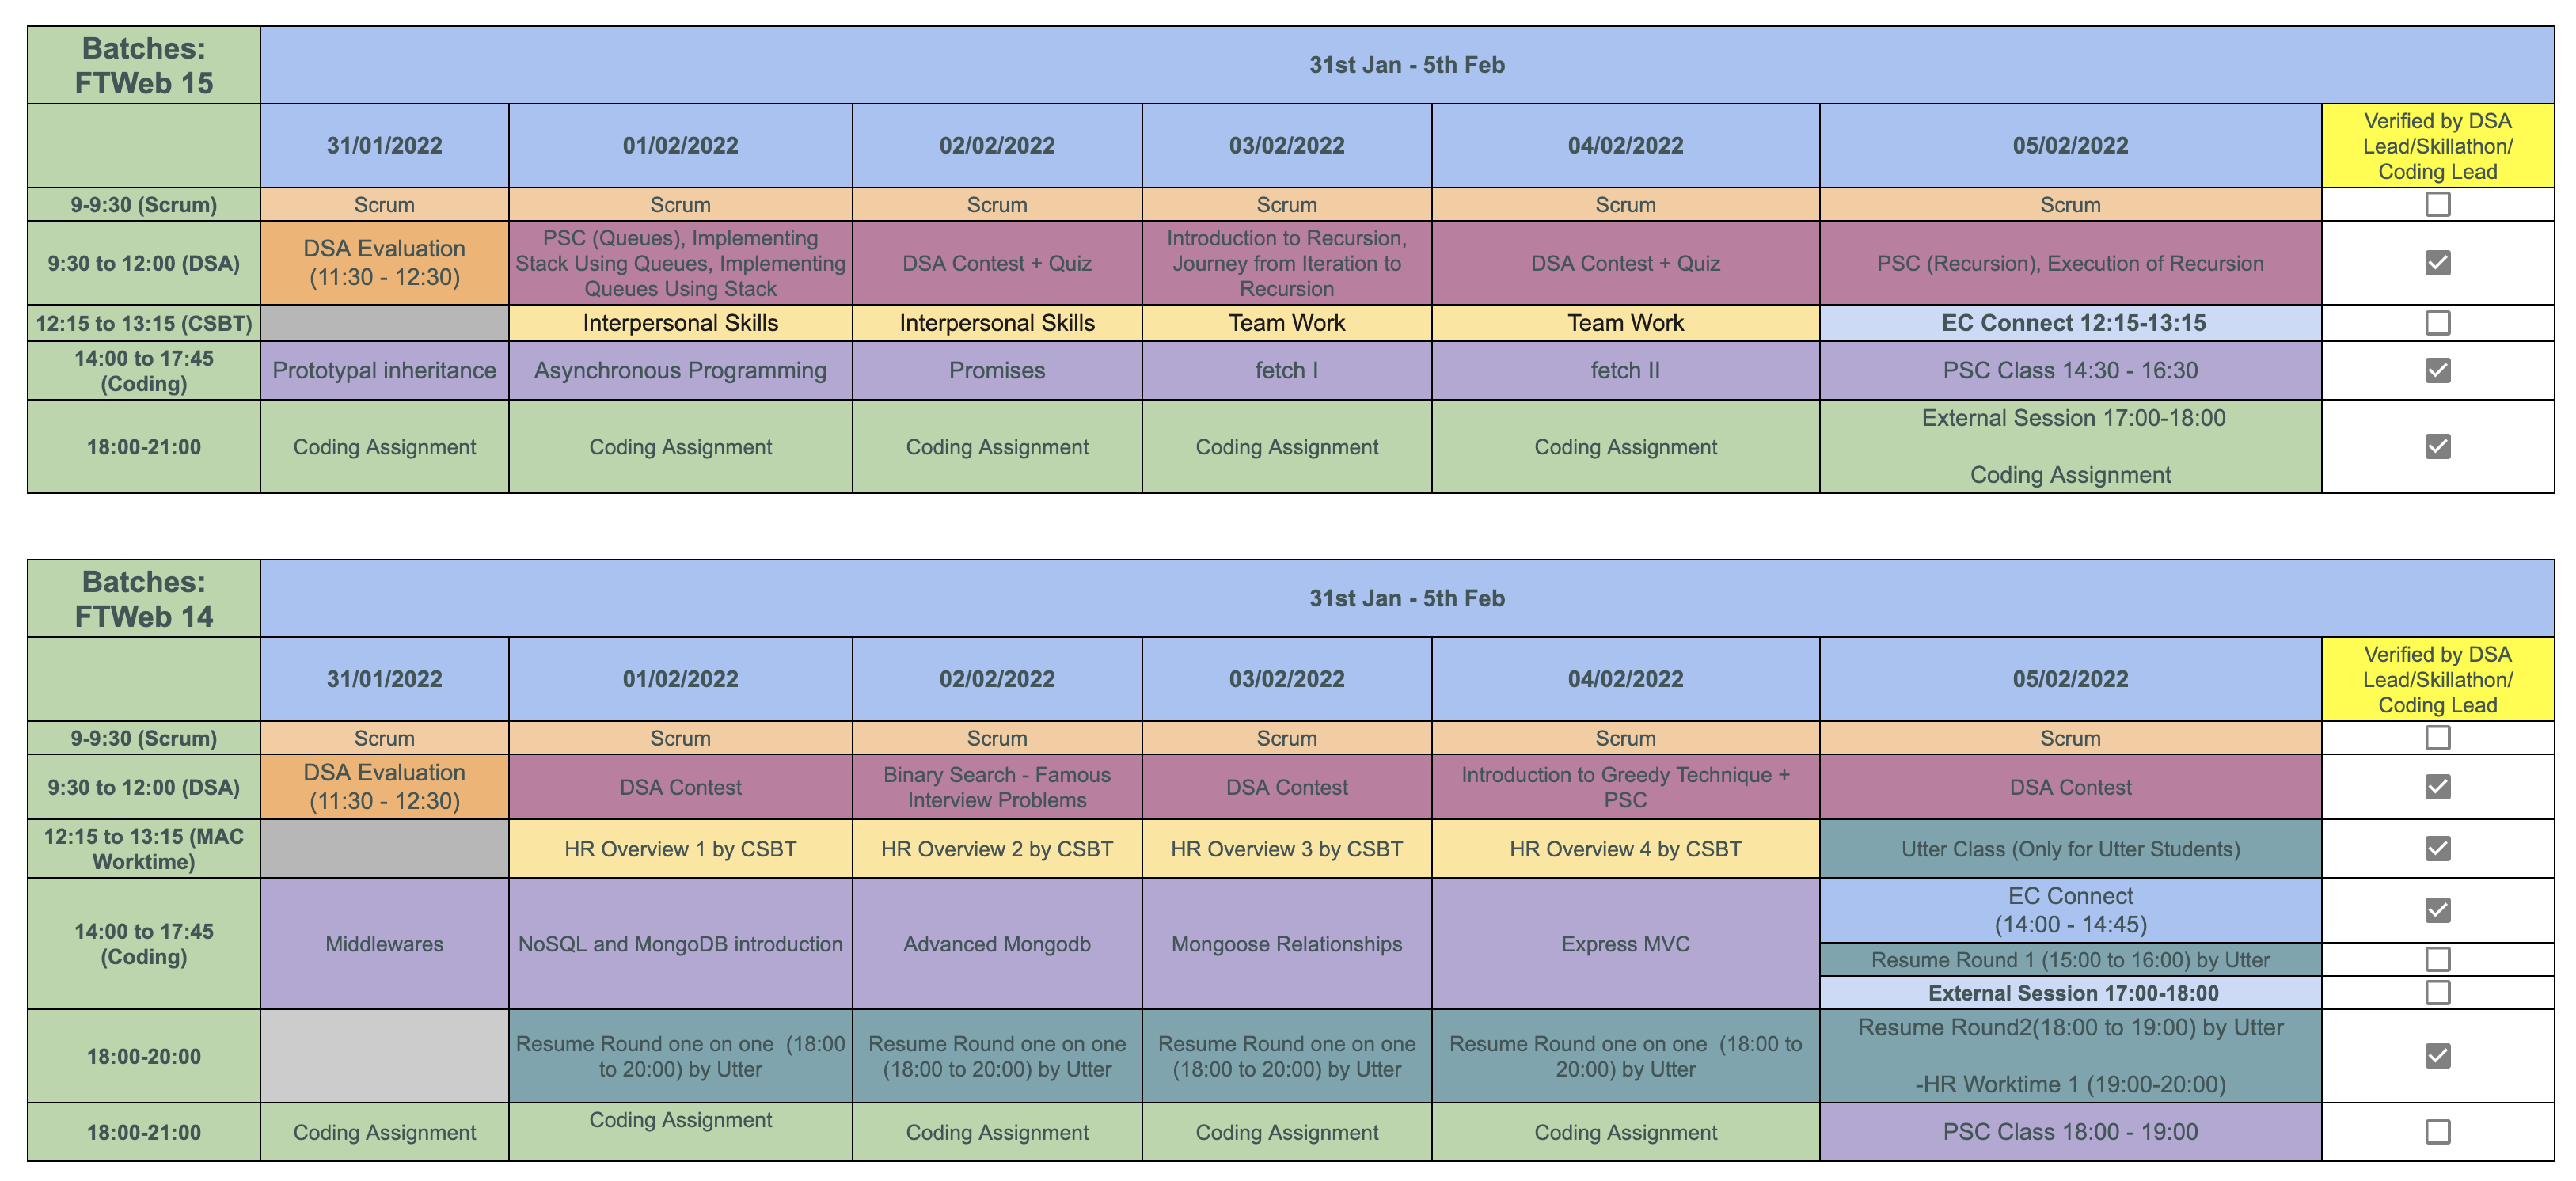 Batches:
FTWeb 15
31st Jan - 5th Feb
31/01/2022
01/02/2022
02/02/2022
03/02/2022
04/02/2022
05/02/2022
Verified by DSA
Lead/Skillathon/
Coding Lead
9-9:30 (Scrum)
Scrum
Scrum
Scrum
Scrum
Scrum
Scrum
9:30 to 12:00 (DSA)
DSA Evaluation
(11:30 - 12:30)
PSC (Queues), Implementing
Stack Using Queues, Implementing
Queues Using Stack
DSA Contest + Quiz
Introduction to Recursion,
Journey from Iteration to
Recursion
DSA Contest + Quiz
PSC (Recursion), Execution of Recursion
12:15 to 13:15 (CSBT)
Interpersonal Skills
Interpersonal Skills
Team Work
Team Work
EC Connect 12:15-13:15
14:00 to 17:45
(Coding)
Prototypal inheritance
Asynchronous Programming
Promises
fetch I
fetch II
PSC Class 14:30 - 16:30
18:00-21:00
Coding Assignment
Coding Assignment
Coding Assignment
Coding Assignment
Coding Assignment
External Session 17:00-18:00
Coding Assignment
Batches:
FTWeb 14
31st Jan - 5th Feb
31/01/2022
01/02/2022
02/02/2022
03/02/2022
04/02/2022
05/02/2022
Verified by DSA
Lead/Skillathon/
Coding Lead
9-9:30 (Scrum)
Scrum
Scrum
Scrum
Scrum
Scrum
Scrum
9:30 to 12:00 (DSA)
DSA Evaluation
(11:30 - 12:30)
DSA Contest
Binary Search - Famous
Interview Problems
DSA Contest
Introduction to Greedy Technique +
PSC
DSA Contest
12:15 to 13:15 (MAC
Worktime)
HR Overview 1 by CSBT
HR Overview 2 by CSBT
HR Overview 3 by CSBT
HR Overview 4 by CSBT
Utter Class (Only for Utter Students)
14:00 to 17:45
(Coding)
Middlewares
NoSQL and MongoDB introduction
Advanced Mongodb
Mongoose Relationships
Express MVC
EC Connect
(14:00 - 14:45)
Resume Round 1 (15:00 to 16:00) by Utter
External Session 17:00-18:00
18:00-20:00
Resume Round one on one (18:00
to 20:00) by Utter
Resume Round one on one
(18:00 to 20:00) by Utter
Resume Round one on one
(18:00 to 20:00) by Utter
Resume Round one on one (18:00 to
20:00) by Utter
Resume Round2(18:00 to 19:00) by Utter
-HR Worktime 1 (19:00-20:00)
18:00-21:00
Coding Assignment
Coding Assignment
Coding Assignment
Coding Assignment
Coding Assignment
PSC Class 18:00 - 19:00